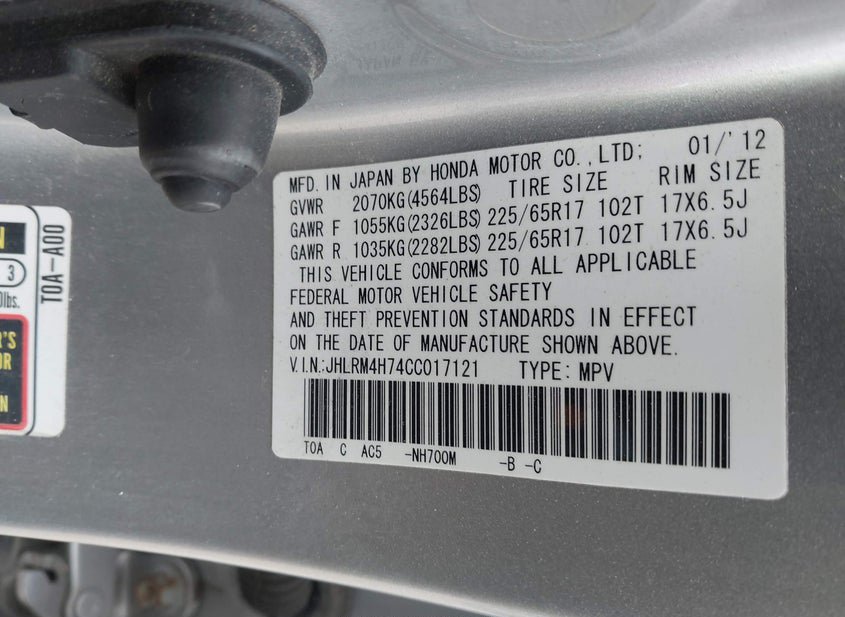 MFD. IN JAPAN BY HONDA MOTOR CO.,LTD; 01/'12
GVWR 2070KG(4564LBS) TIRE SIZE RIM SIZE
GAWR F 1055KG(2326LBS) 225/65R17 102T 17X6.5J
GAWR R 1035KG(2282LBS) 225/65R17 102T 17X6.5J
THIS VEHICLE CONFORMS TO ALL APPLICABLE
FEDERAL MOTOR VEHICLE SAFETY
AND THEFT PREVENTION STANDARDS IN EFFECT
ON THE DATE OF MANUFACTURE SHOWN ABOVE.
V.I.N.:JHLRM4H74CC017121 TYPE: MPV
TOA C AC5 -NH700M -B -C
TOA-A00
3
lbs.